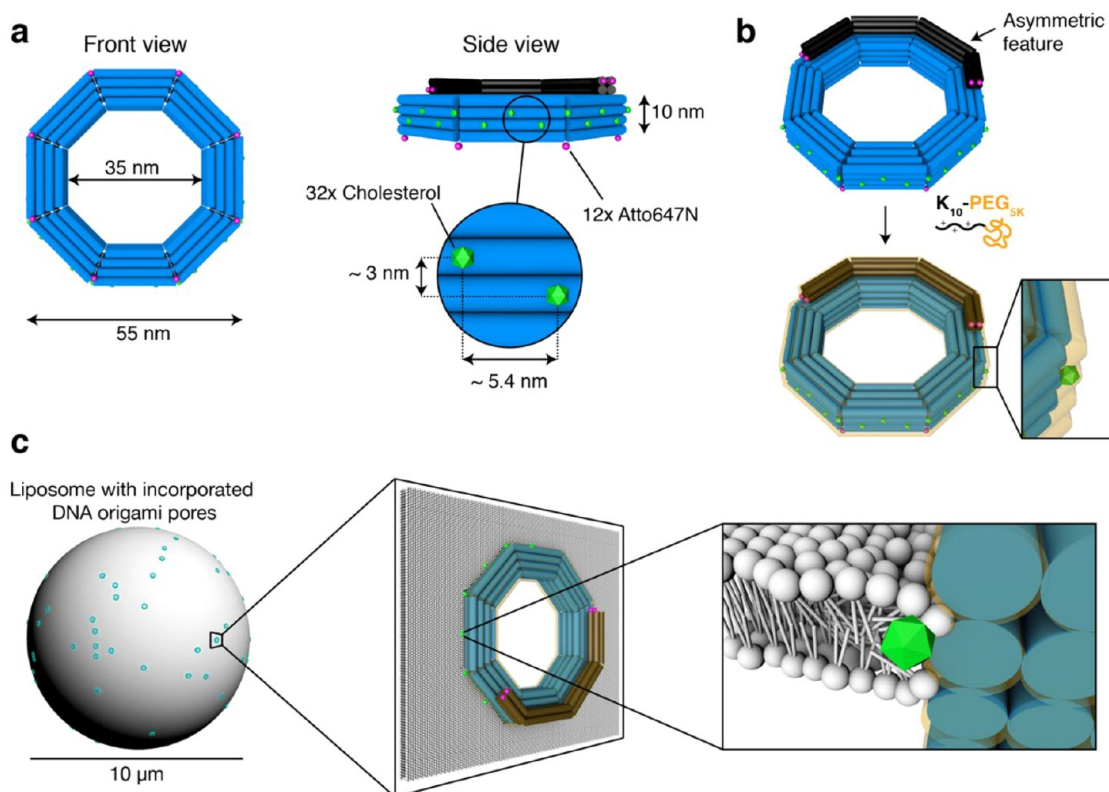 a
Front view
35 nm
55 nm
Side view
10 nm
32x Cholesterol
12x Atto647N
~ 3 nm
~ 5.4 nm
b
Asymmetric
feature
K10-PEG5K
+ + +
c
Liposome with incorporated
DNA origami pores
10 µm